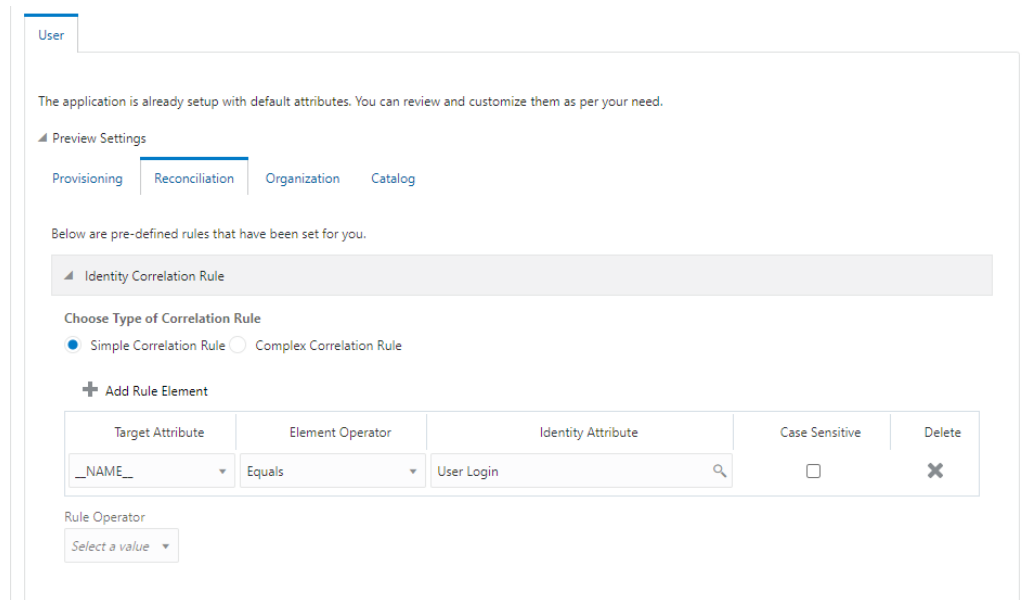 User
The application is already setup with default attributes. You can review and customize them as per your need.
Preview Settings
Provisioning Reconciliation Organization Catalog
Below are pre-defined rules that have been set for you.
Identity Correlation Rule
Choose Type of Correlation Rule
Simple Correlation Rule Complex Correlation Rule
Add Rule Element
Target Attribute Element Operator Identity Attribute Case Sensitive Delete
__NAME__ Equals User Login
Rule Operator
Select a value